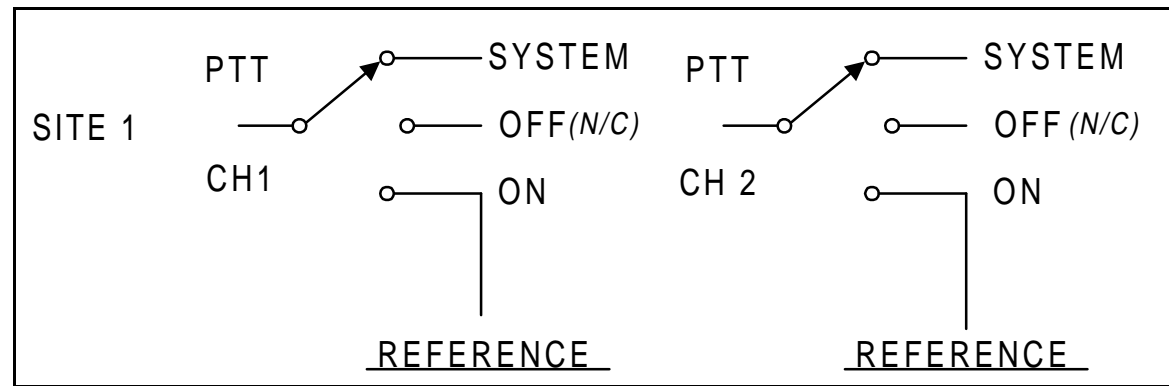 SITE 1
PTT
CH1
SYSTEM
OFF (N/C)
ON
REFERENCE
PTT
CH 2
SYSTEM
OFF (N/C)
ON
REFERENCE